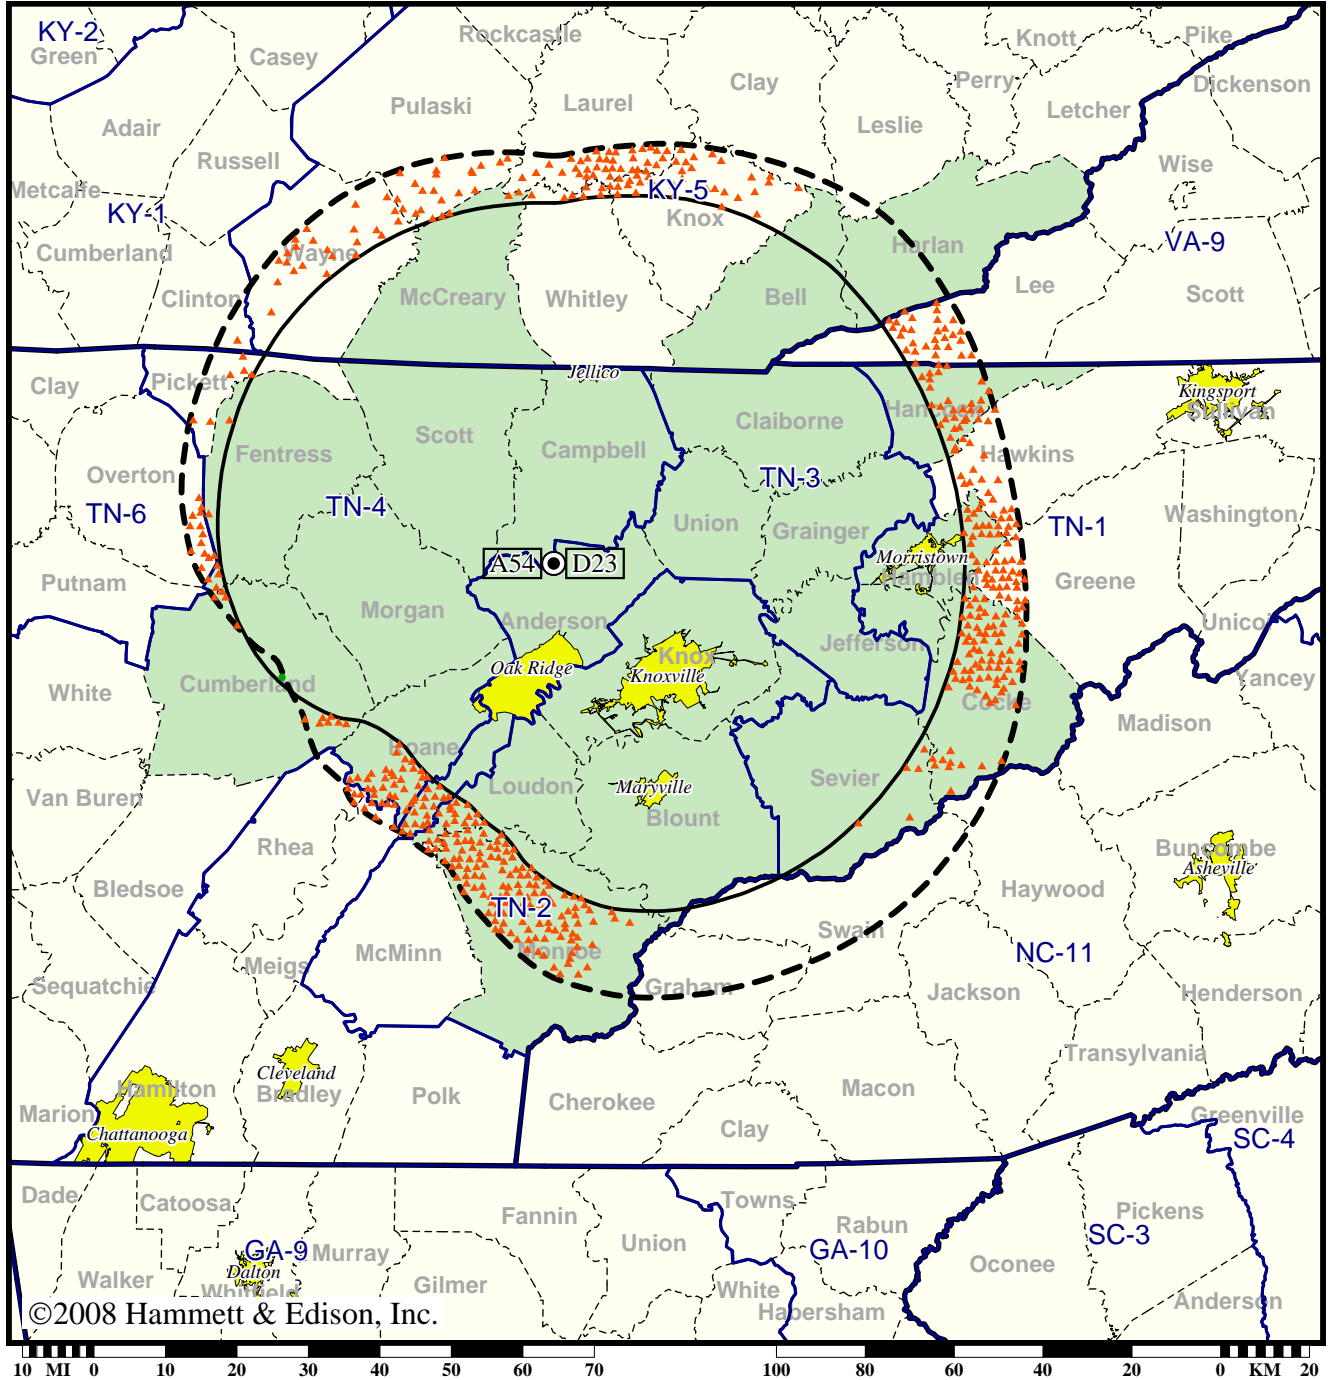 KY-2
Green
Casey
Rockcastle
Knott
Pike
Clay
Perry
Dickenson
Pulaski
Laurel
Letcher
Adair
Leslie
Russell
Wise
Metcalfe
KY-5
KY-1
Knox
VA-9
Cumberland
Wayne
Harlan
Lee
Clinton
McCreary
Whitley
Bell
Scott
Jellico
Clay
Pickett
Kingsport
Sullivan
Hancock
Claiborne
Scott
Campbell
Fentress
Hawkins
Overton
TN-3
TN-6
TN-4
Union
Grainger
TN-1
Washington
Morristown
A54 D23
Hamblen
Putnam
Greene
Morgan
Anderson
Unicoi
Jefferson
Oak Ridge
Knox
Knoxville
White
Cumberland
Yancey
Cocke
Madison
Roane
Loudon
Maryville
Sevier
Van Buren
Blount
Rhea
Buncombe
Asheville
Bledsoe
Haywood
TN-2
Swain
McMinn
Monroe
NC-11
Meigs
Sequatchie
Graham
Jackson
Henderson
Transylvania
Cleveland
Hamilton
Bradley
Polk
Macon
Cherokee
Marion
Chattanooga
Clay
Greenville
SC-4
Dade
Catoosa
Towns
Fannin
Rabun
Pickens
SC-3
Union
GA-9
Murray
GA-10
Oconee
Dalton
Walker
Whitfield
Gilmer
White
Habersham
Anderson
©2008 Hammett & Edison, Inc.
10 MI 0 10 20 30 40 50 60 70 100 80 60 40 20 0 KM 20